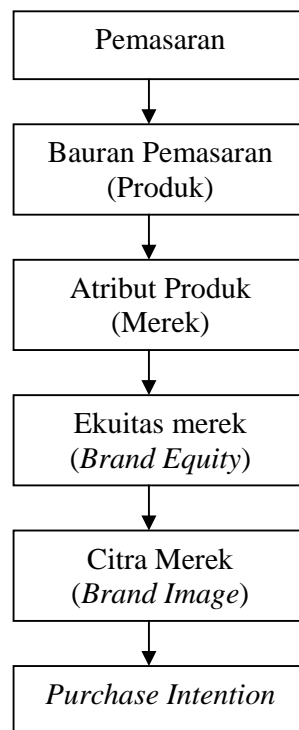 Pemasaran
Bauran Pemasaran
(Produk)
Atribut Produk
(Merek)
Ekuitas merek
(Brand Equity)
Citra Merek
(Brand Image)
Purchase Intention